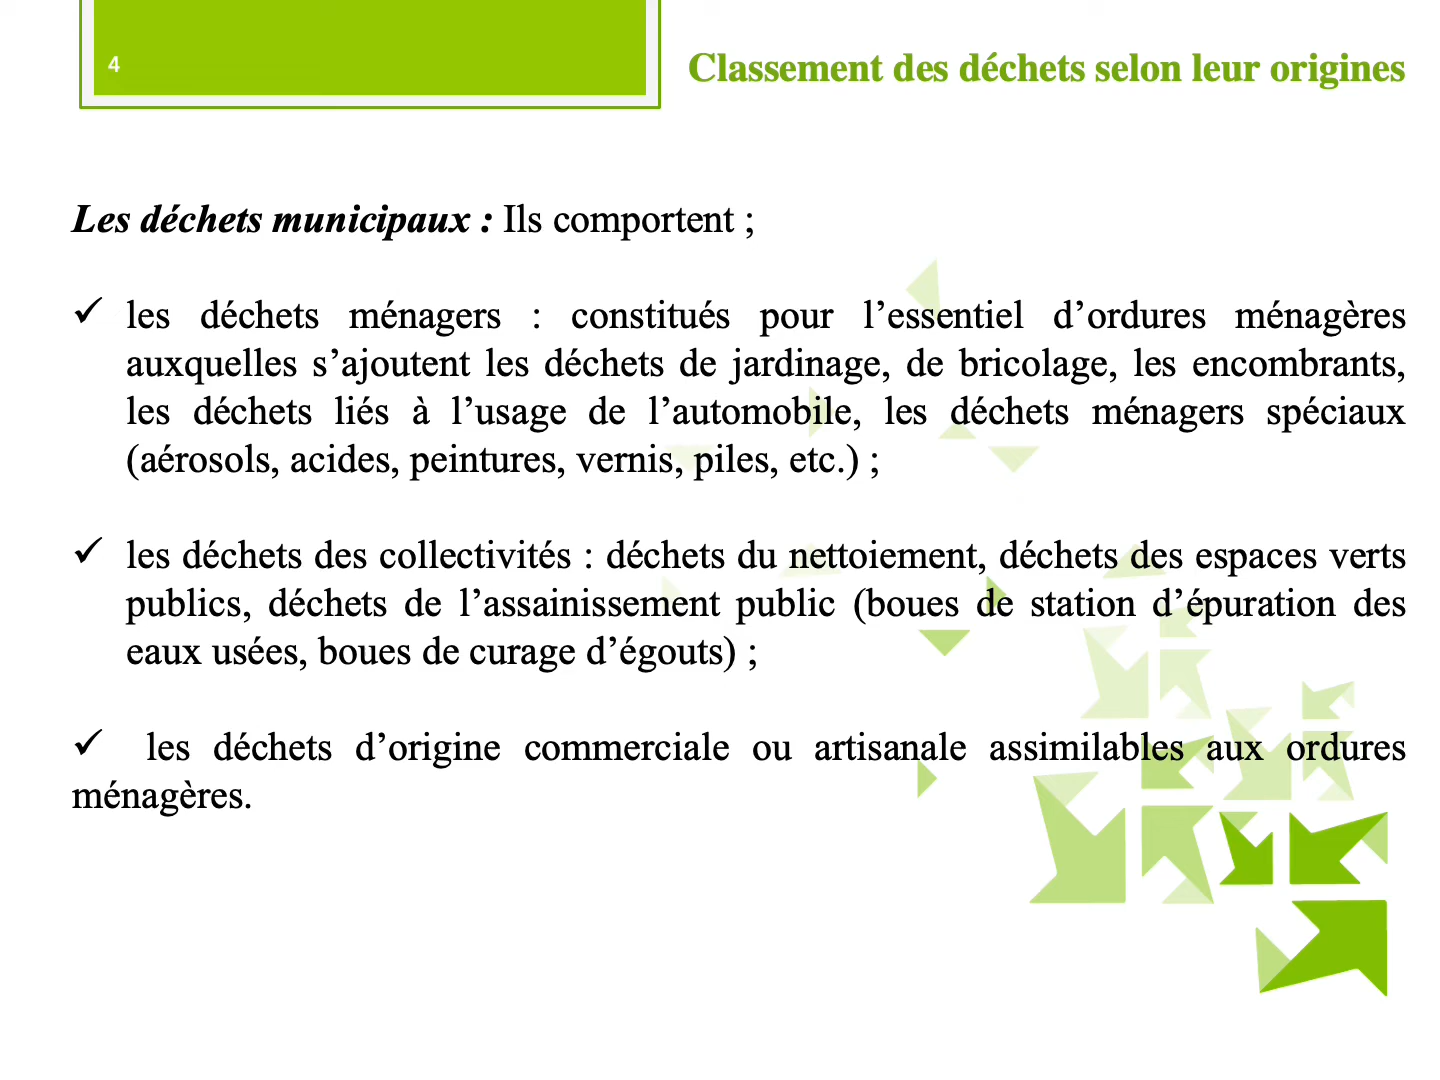 4
Classement des déchets selon leur origines
Les déchets municipaux : Ils comportent ;
✓ les déchets ménagers : constitués pour l’essentiel d’ordures ménagères
auxquelles s’ajoutent les déchets de jardinage, de bricolage, les encombrants,
les déchets liés à l’usage de l’automobile, les déchets ménagers spéciaux
(aérosols, acides, peintures, vernis, piles, etc.) ;
✓ les déchets des collectivités : déchets du nettoiement, déchets des espaces verts
publics, déchets de l’assainissement public (boues de station d’épuration des
eaux usées, boues de curage d’égouts) ;
✓ les déchets d’origine commerciale ou artisanale assimilables aux ordures
ménagères.